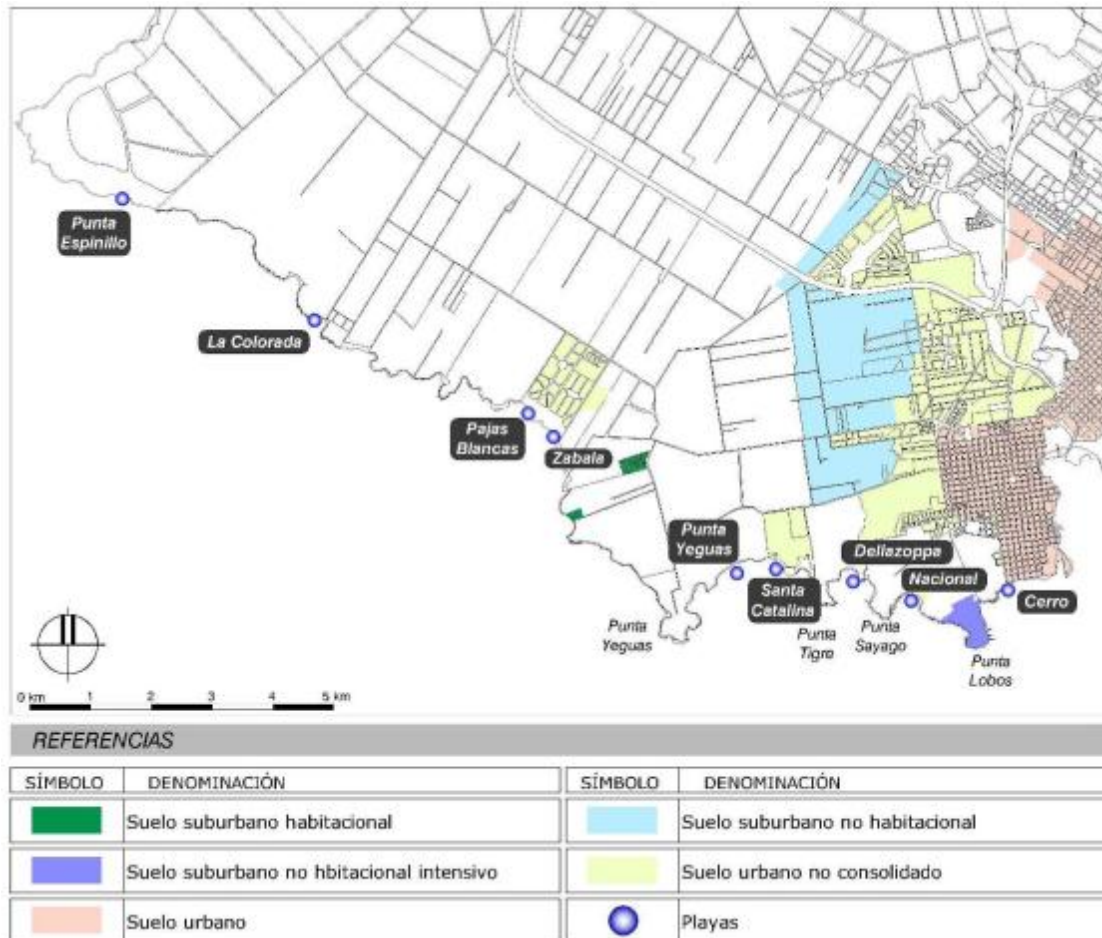 Punta
Espinillo
La Colorada
Pajas
Blancas
Zabala
Punta
Yeguas
Santa
Catalina
Dellazoppa
Nacional
Cerro
Punta
Yeguas
Punta
Tigre
Punta
Sayago
Punta
Lobos
0 km 1 2 3 4 5 km
REFERENCIAS
SÍMBOLO DENOMINACIÓN SÍMBOLO DENOMINACIÓN
Suelo suburbano habitacional Suelo suburbano no habitacional
Suelo suburbano no hbitacional intensivo Suelo urbano no consolidado
Suelo urbano Playas